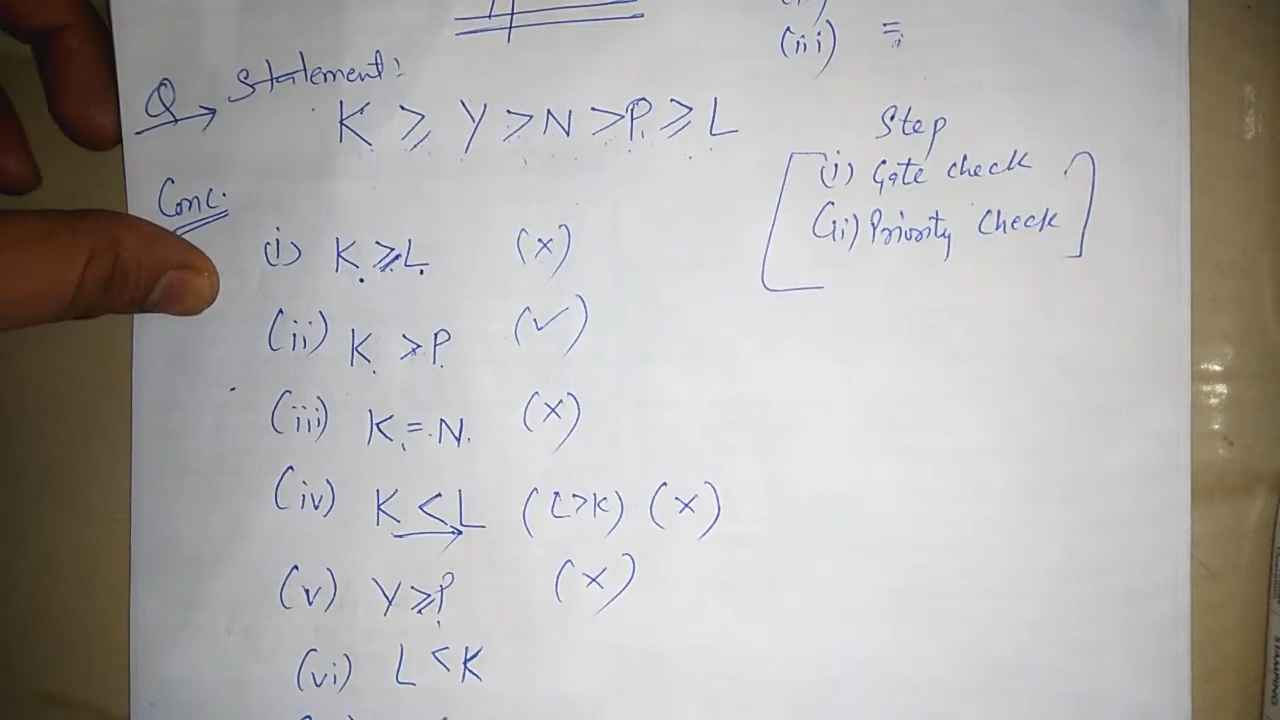 (iii) =
Q → Statement:
K ≥ Y > N > P ≥ L
Step
(i) Gate check
(ii) Priority Check
Conc:
(i) K ≥ L (×)
(ii) K > P (✓)
(iii) K = N (×)
(iv) K < L (L>K) (×)
(v) Y ≥ P (×)
(vi) L < K